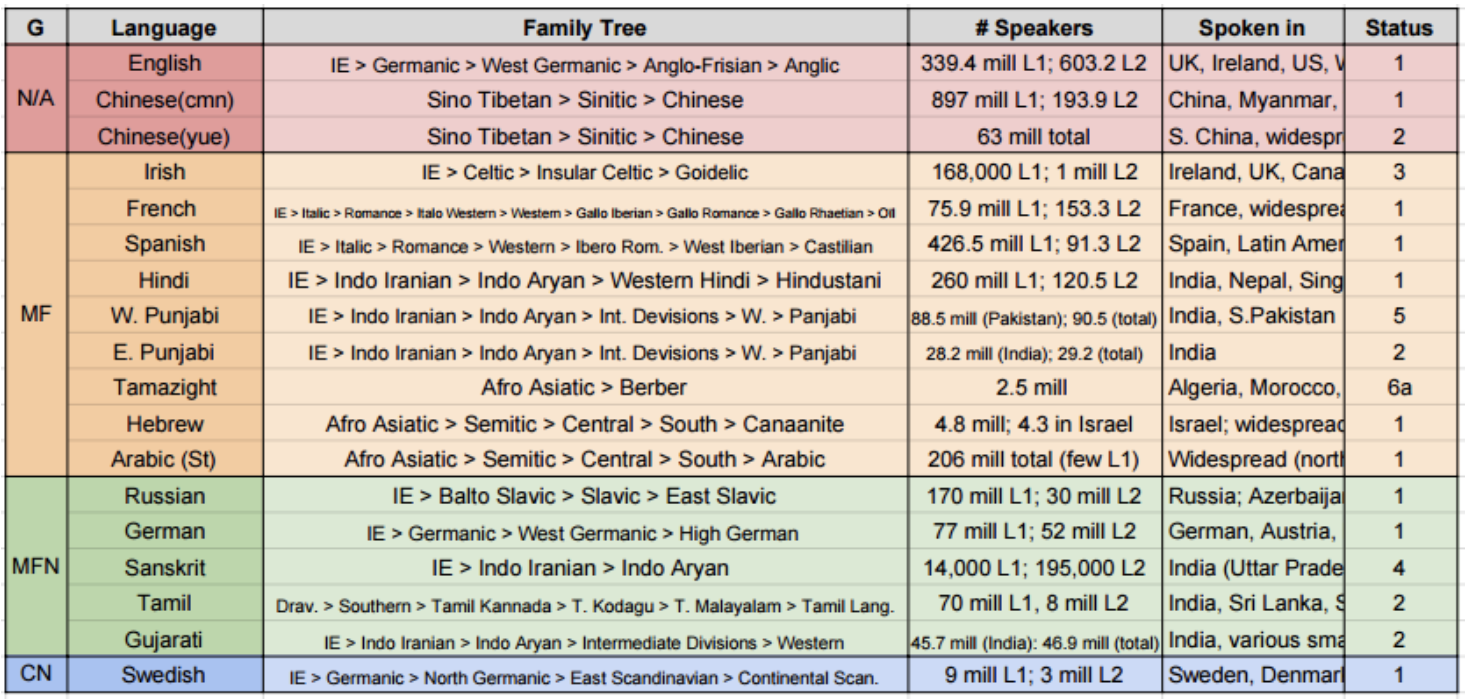 G Language Family Tree # Speakers Spoken in Status
English IE > Germanic > West Germanic > Anglo-Frisian > Anglic 339.4 mill L1; 603.2 L2 UK, Ireland, US,  1
N/A Chinese(cmn) Sino Tibetan > Sinitic > Chinese 897 mill L1; 193.9 L2 China, Myanmar, 1
Chinese(yue) Sino Tibetan > Sinitic > Chinese 63 mill total S. China, widespr 2
Irish IE > Celtic > Insular Celtic > Goidelic 168,000 L1; 1 mill L2 Ireland, UK, Cana 3
French IE > Italic > Romance > Italo Western > Western > Gallo Iberian > Gallo Romance > Gallo Rhaetian > Oïl 75.9 mill L1; 153.3 L2 France, widesprea 1
Spanish IE > Italic > Romance > Western > Ibero Rom. > West Iberian > Castilian 426.5 mill L1; 91.3 L2 Spain, Latin Amer 1
Hindi IE > Indo Iranian > Indo Aryan > Western Hindi > Hindustani 260 mill L1; 120.5 L2 India, Nepal, Sing 1
MF W. Punjabi IE > Indo Iranian > Indo Aryan > Int. Devisions > W. > Panjabi 88.5 mill (Pakistan); 90.5 (total) India, S.Pakistan 5
E. Punjabi IE > Indo Iranian > Indo Aryan > Int. Devisions > W. > Panjabi 28.2 mill (India); 29.2 (total) India 2
Tamazight Afro Asiatic > Berber 2.5 mill Algeria, Morocco, 6a
Hebrew Afro Asiatic > Semitic > Central > South > Canaanite 4.8 mill; 4.3 in Israel Israel; widespread 1
Arabic (St) Afro Asiatic > Semitic > Central > South > Arabic 206 mill total (few L1) Widespread (north 1
Russian IE > Balto Slavic > Slavic > East Slavic 170 mill L1; 30 mill L2 Russia; Azerbaija 1
German IE > Germanic > West Germanic > High German 77 mill L1; 52 mill L2 German, Austria, 1
MFN Sanskrit IE > Indo Iranian > Indo Aryan 14,000 L1; 195,000 L2 India (Uttar Prade 4
Tamil Drav. > Southern > Tamil Kannada > T. Kodagu > T. Malayalam > Tamil Lang. 70 mill L1, 8 mill L2 India, Sri Lanka, S 2
Gujarati IE > Indo Iranian > Indo Aryan > Intermediate Divisions > Western 45.7 mill (India): 46.9 mill (total) India, various sma 2
CN Swedish IE > Germanic > North Germanic > East Scandinavian > Continental Scan. 9 mill L1; 3 mill L2 Sweden, Denmar 1